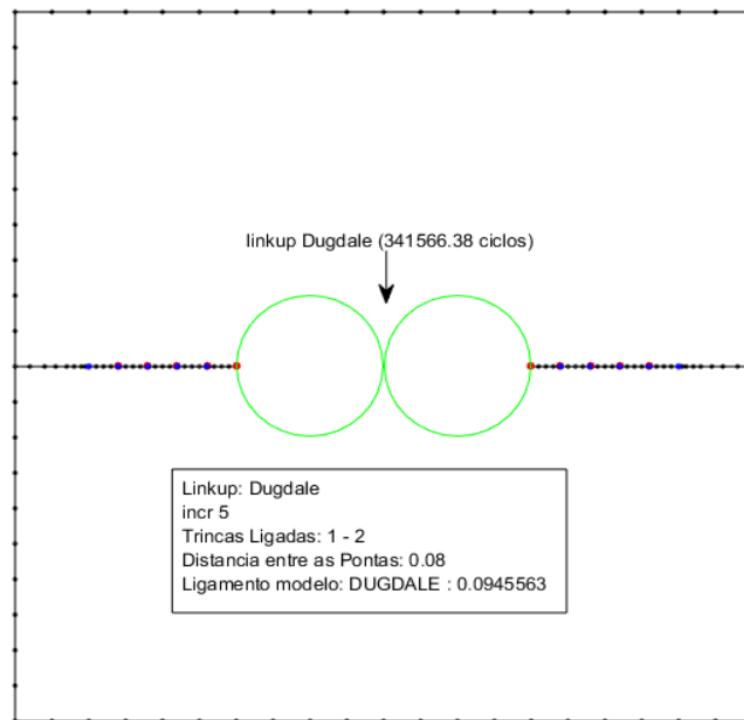 linkup Dugdale (341566.38 ciclos)
Linkup: Dugdale
incr 5
Trincas Ligadas: 1 - 2
Distancia entre as Pontas: 0.08
Ligamento modelo: DUGDALE : 0.0945563